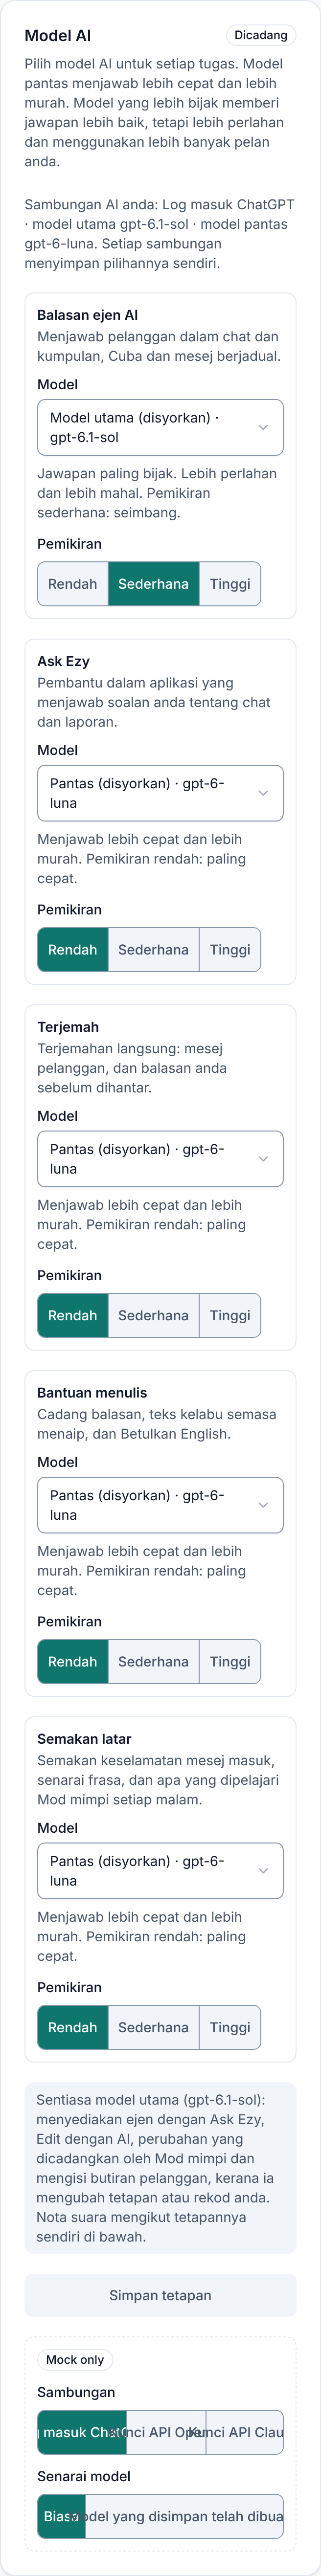 Model AI
Dicadang
Pilih model AI untuk setiap tugas. Model
pantas menjawab lebih cepat dan lebih
murah. Model yang lebih bijak memberi
jawapan lebih baik, tetapi lebih perlahan
dan menggunakan lebih banyak pelan
anda.
Sambungan AI anda: Log masuk ChatGPT
· model utama gpt-6.1-sol · model pantas
gpt-6-luna. Setiap sambungan
menyimpan pilihannya sendiri.
Balasan ejen AI
Menjawab pelanggan dalam chat dan
kumpulan, Cuba dan mesej berjadual.
Model
Model utama (disyorkan) ·
gpt-6.1-sol
Jawapan paling bijak. Lebih perlahan
dan lebih mahal. Pemikiran
sederhana: seimbang.
Pemikiran
Rendah Sederhana Tinggi
Ask Ezy
Pembantu dalam aplikasi yang
menjawab soalan anda tentang chat
dan laporan.
Model
Pantas (disyorkan) · gpt-6-
luna
Menjawab lebih cepat dan lebih
murah. Pemikiran rendah: paling
cepat.
Pemikiran
Rendah Sederhana Tinggi
Terjemah
Terjemahan langsung: mesej
pelanggan, dan balasan anda
sebelum dihantar.
Model
Pantas (disyorkan) · gpt-6-
luna
Menjawab lebih cepat dan lebih
murah. Pemikiran rendah: paling
cepat.
Pemikiran
Rendah Sederhana Tinggi
Bantuan menulis
Cadang balasan, teks kelabu semasa
menaip, dan Betulkan English.
Model
Pantas (disyorkan) · gpt-6-
luna
Menjawab lebih cepat dan lebih
murah. Pemikiran rendah: paling
cepat.
Pemikiran
Rendah Sederhana Tinggi
Semakan latar
Semakan keselamatan mesej masuk,
senarai frasa, dan apa yang dipelajari
Mod mimpi setiap malam.
Model
Pantas (disyorkan) · gpt-6-
luna
Menjawab lebih cepat dan lebih
murah. Pemikiran rendah: paling
cepat.
Pemikiran
Rendah Sederhana Tinggi
Sentiasa model utama (gpt-6.1-sol):
menyediakan ejen dengan Ask Ezy,
Edit dengan AI, perubahan yang
dicadangkan oleh Mod mimpi dan
mengisi butiran pelanggan, kerana ia
mengubah tetapan atau rekod anda.
Nota suara mengikut tetapannya
sendiri di bawah.
Simpan tetapan
Mock only
Sambungan
masuk API API
Senarai model
yang disimpan telah